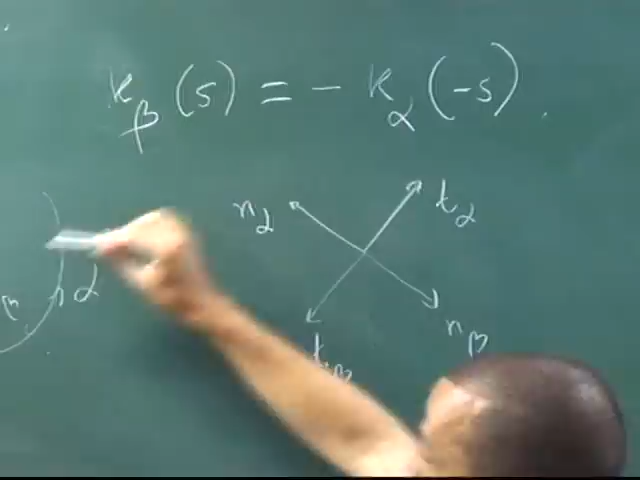 k_β(s) = - k_α(-s).
n_α t_α
α
t_β n_β